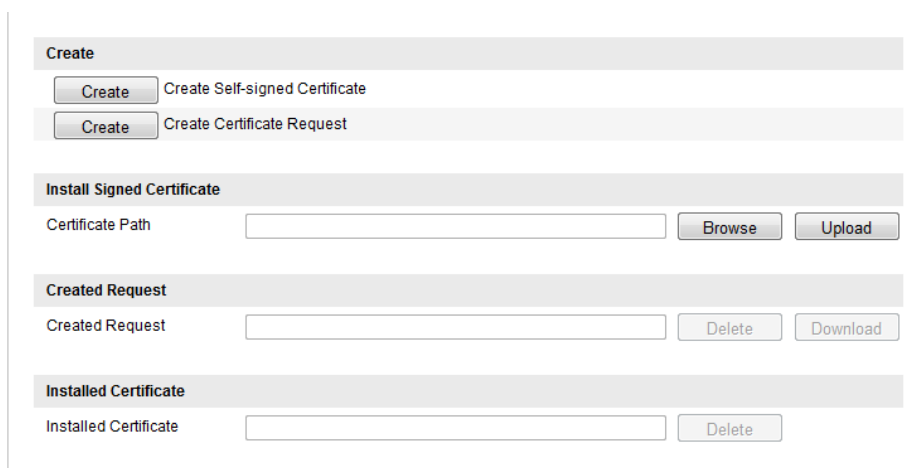 Create
Create Create Self-signed Certificate
Create Create Certificate Request
Install Signed Certificate
Certificate Path Browse Upload
Created Request
Created Request Delete Download
Installed Certificate
Installed Certificate Delete